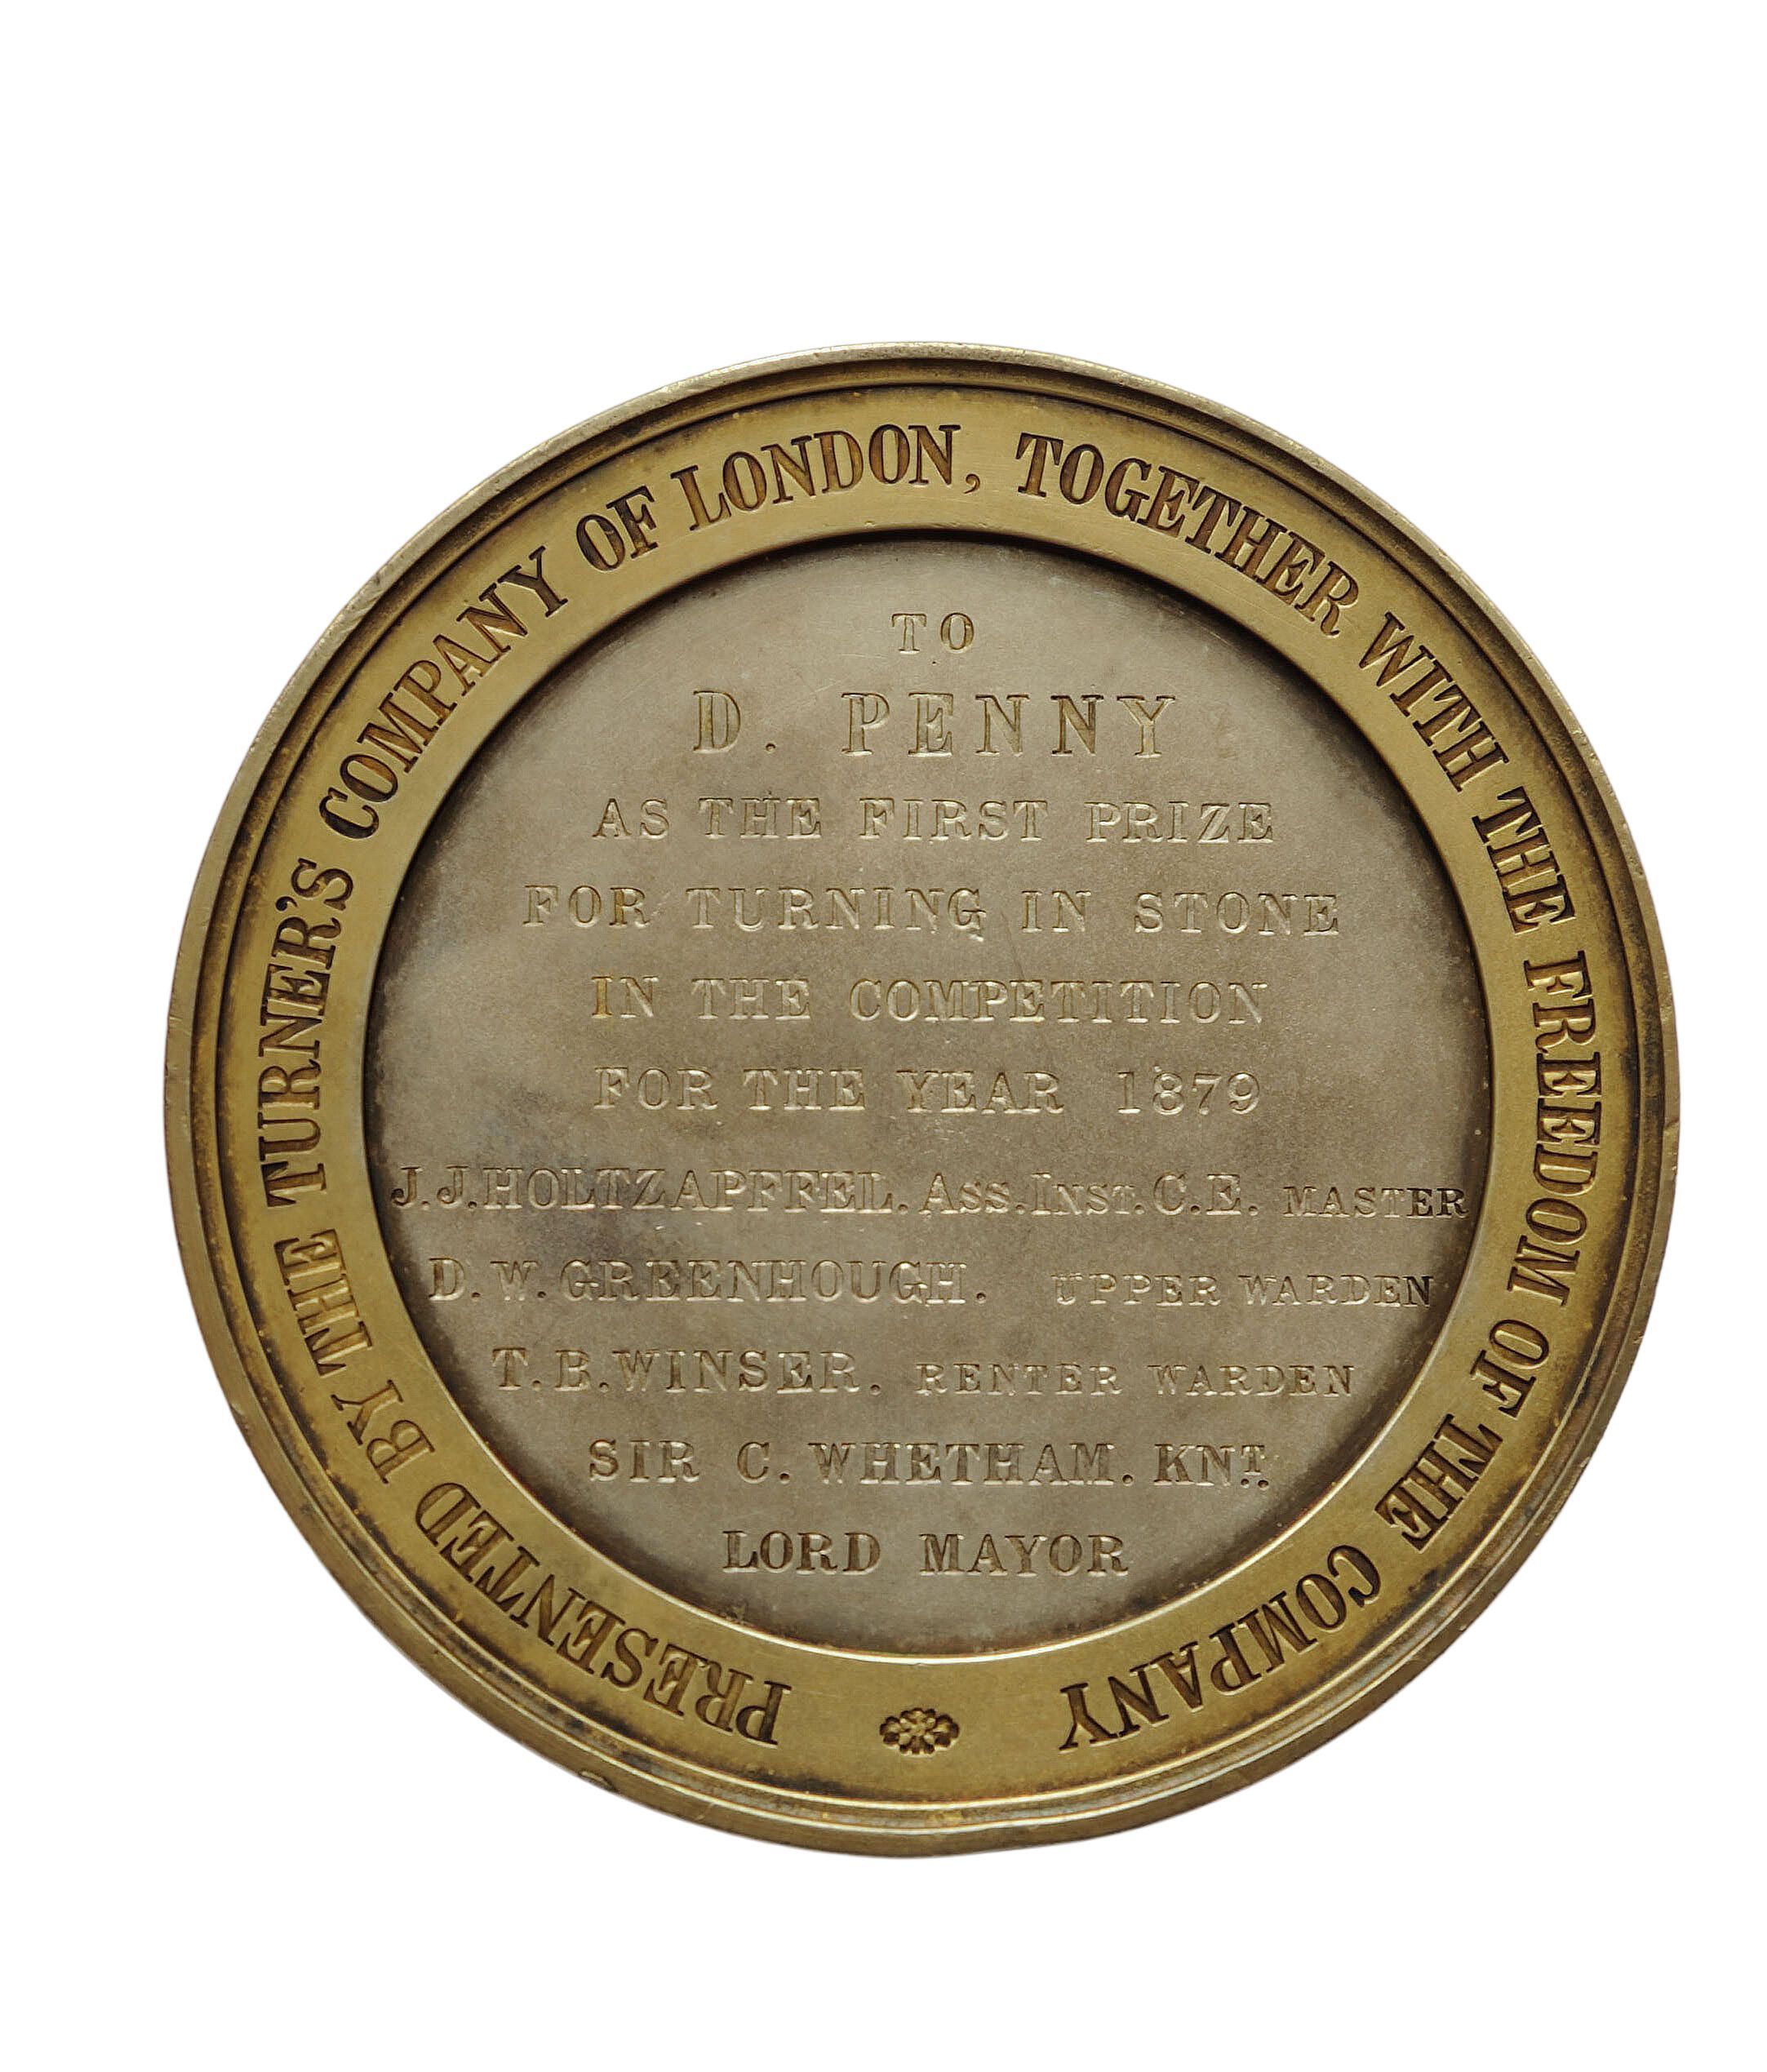 PRESENTED BY THE TURNER'S COMPANY OF LONDON, TOGETHER WITH THE FREEDOM OF THE COMPANY
TO
D. PENNY
AS THE FIRST PRIZE
FOR TURNING IN STONE
IN THE COMPETITION
FOR THE YEAR 1879
J.J.HOLTZAPFFEL. ASS.INST.C.E. MASTER
D.W.GREENHOUGH. UPPER WARDEN
T.B.WINSER. RENTER WARDEN
SIR C. WHETHAM. KNT.
LORD MAYOR